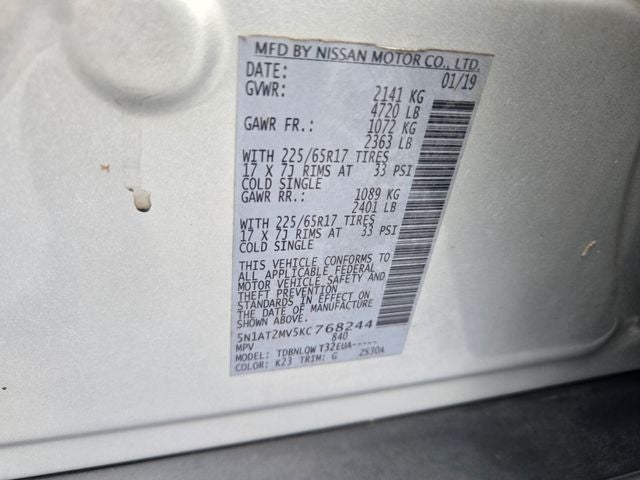 MFD BY NISSAN MOTOR CO., LTD.
DATE: 01/19
GVWR: 2141 KG
4720 LB
GAWR FR.: 1072 KG
2363 LB
WITH 225/65R17 TIRES
17 X 7J RIMS AT 33 PSI
COLD SINGLE
GAWR RR.: 1089 KG
2401 LB
WITH 225/65R17 TIRES
17 X 7J RIMS AT 33 PSI
COLD SINGLE
THIS VEHICLE CONFORMS TO
ALL APPLICABLE FEDERAL
MOTOR VEHICLE SAFETY AND
THEFT PREVENTION
STANDARDS IN EFFECT ON
THE DATE OF MANUFACTURE
SHOWN ABOVE.
5N1AT2MV5KC768244
MPV 840
MODEL: TDBNLQW T32EUA-----
COLOR: K23 TRIM: G ZS30A